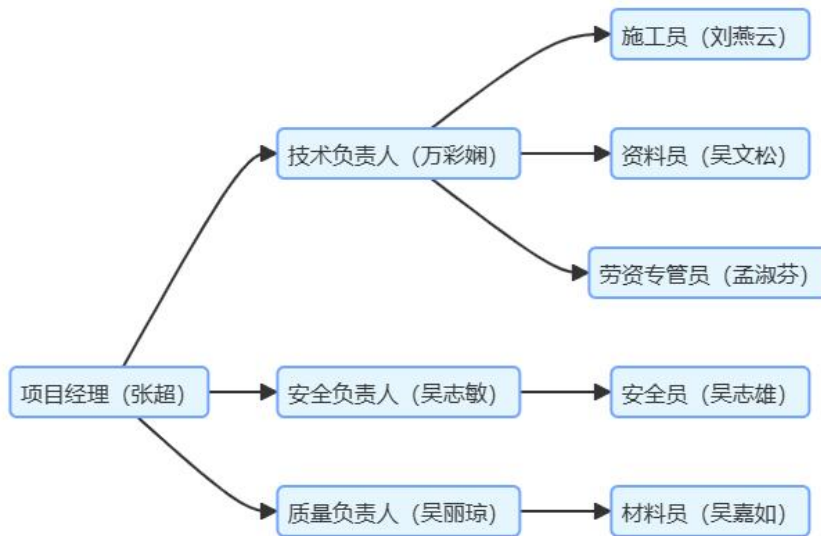 施工员（刘燕云）
技术负责人（万彩娴）
资料员（吴文松）
劳资专管员（孟淑芬）
项目经理（张超）
安全负责人（吴志敏）
安全员（吴志雄）
质量负责人（吴丽琼）
材料员（吴嘉如）